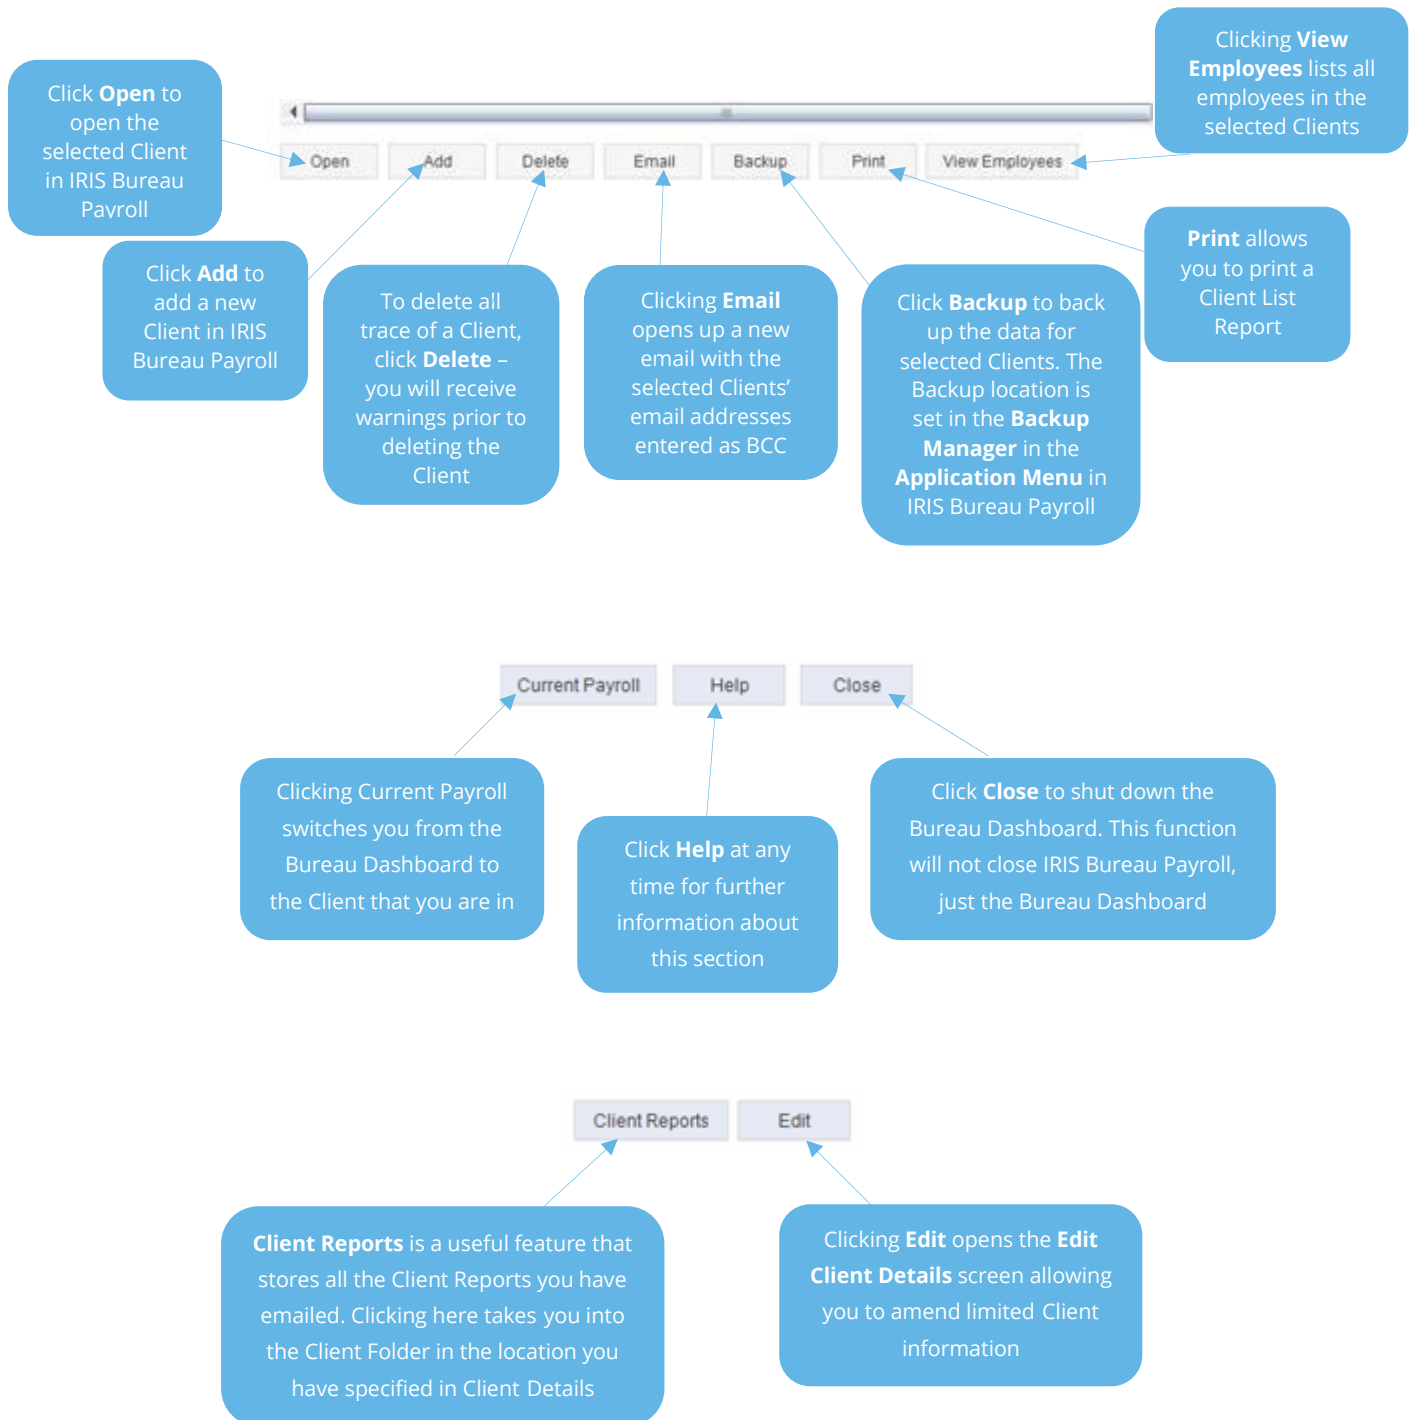 Clicking View
Employees lists all
employees in the
selected Clients
Click Open to
open the
selected Client
in IRIS Bureau
Payroll
Open
Add
Delete
Email
Backup
Print
View Employees
Print allows
you to print a
Client List
Report
Click Add to
add a new
Client in IRIS
Bureau Payroll
To delete all
trace of a Client,
click Delete –
you will receive
warnings prior to
deleting the
Client
Clicking Email
opens up a new
email with the
selected Clients’
email addresses
entered as BCC
Click Backup to back
up the data for
selected Clients. The
Backup location is
set in the Backup
Manager in the
Application Menu in
IRIS Bureau Payroll
Current Payroll
Help
Close
Clicking Current Payroll
switches you from the
Bureau Dashboard to
the Client that you are in
Click Help at any
time for further
information about
this section
Click Close to shut down the
Bureau Dashboard. This function
will not close IRIS Bureau Payroll,
just the Bureau Dashboard
Client Reports
Edit
Client Reports is a useful feature that
stores all the Client Reports you have
emailed. Clicking here takes you into
the Client Folder in the location you
have specified in Client Details
Clicking Edit opens the Edit
Client Details screen allowing
you to amend limited Client
information